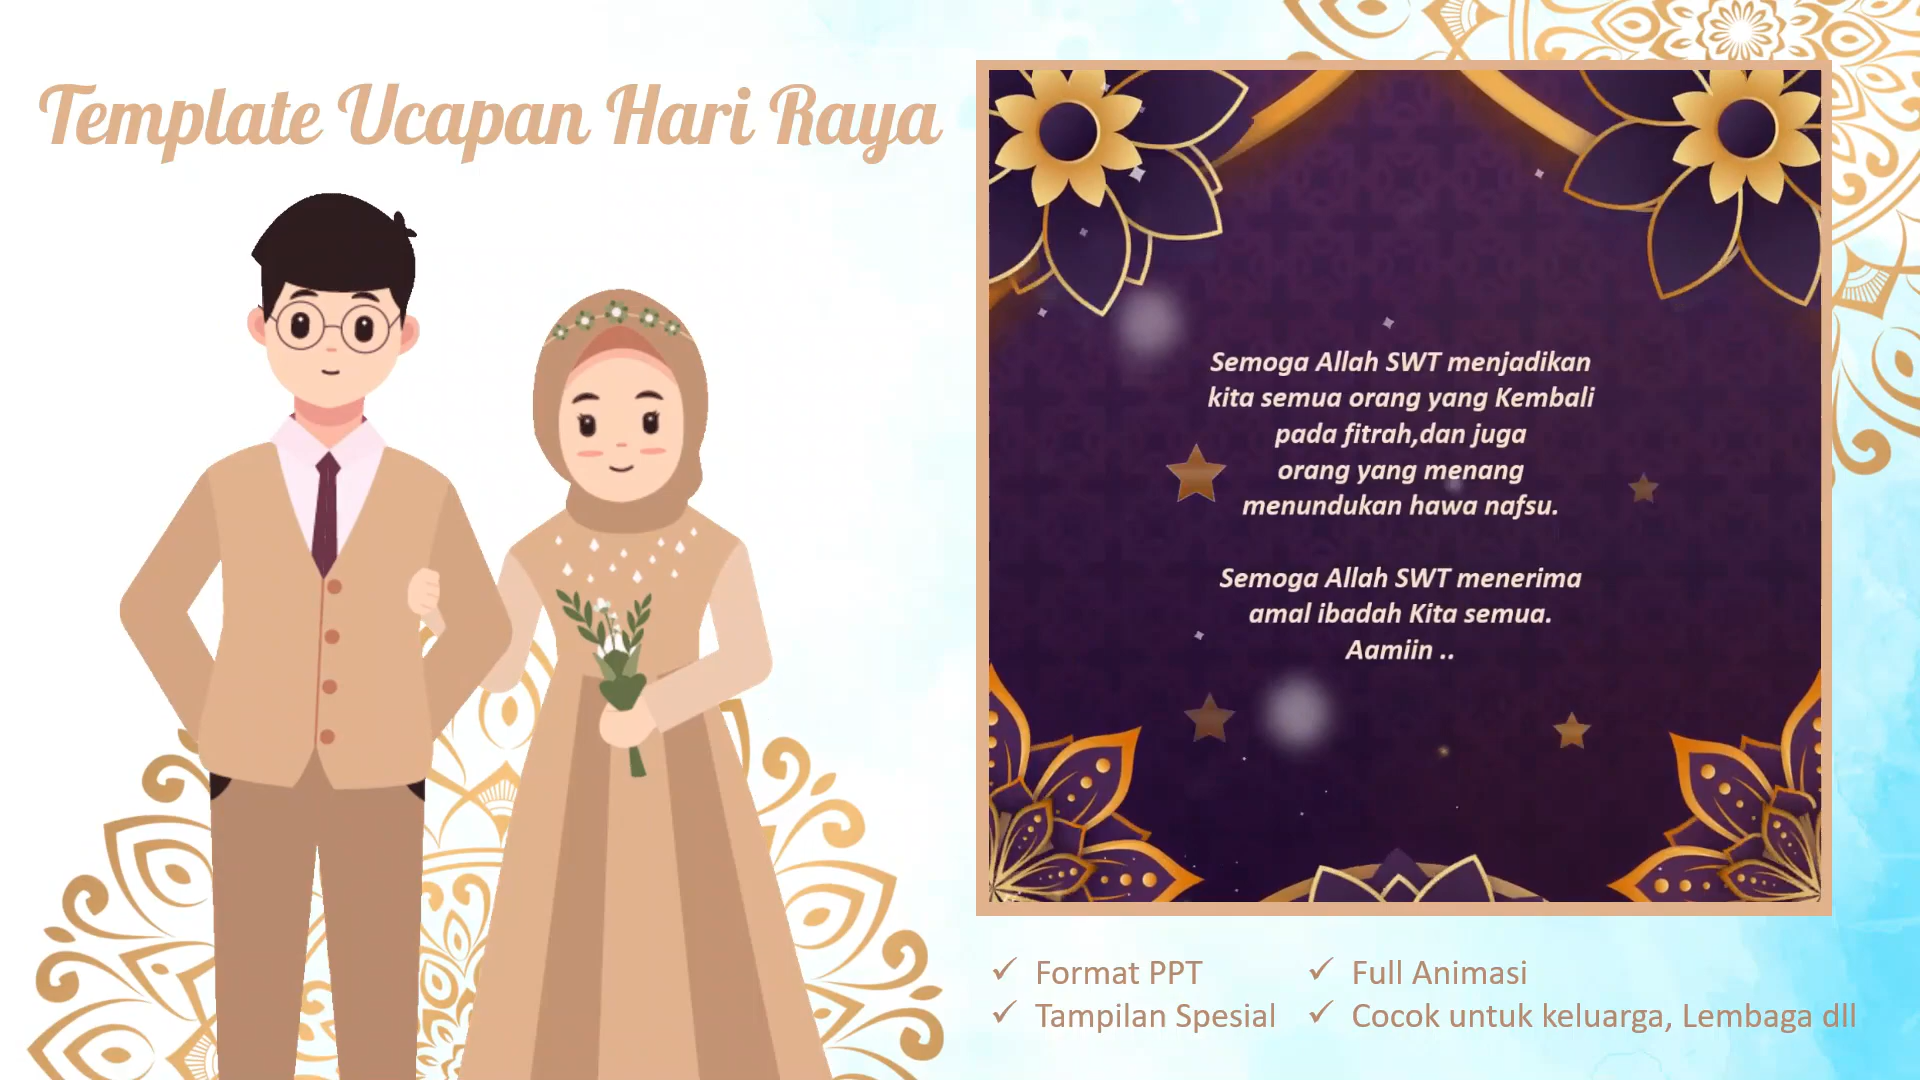 Template Ucapan Hari Raya
Semoga Allah SWT menjadikan
kita semua orang yang Kembali
pada fitrah,dan juga
orang yang menang
menundukan hawa nafsu.
Semoga Allah SWT menerima
amal ibadah Kita semua.
Aamiin ..
✓ Format PPT
✓ Tampilan Spesial
✓ Full Animasi
✓ Cocok untuk keluarga, Lembaga dll